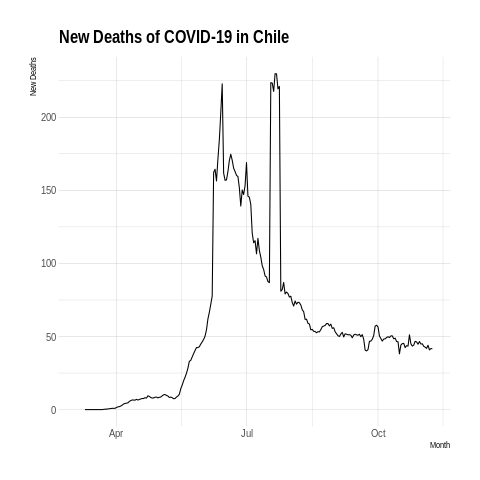 New Deaths of COVID-19 in Chile
New Deaths
200
150
100
50
0
Apr
Jul
Oct
Month